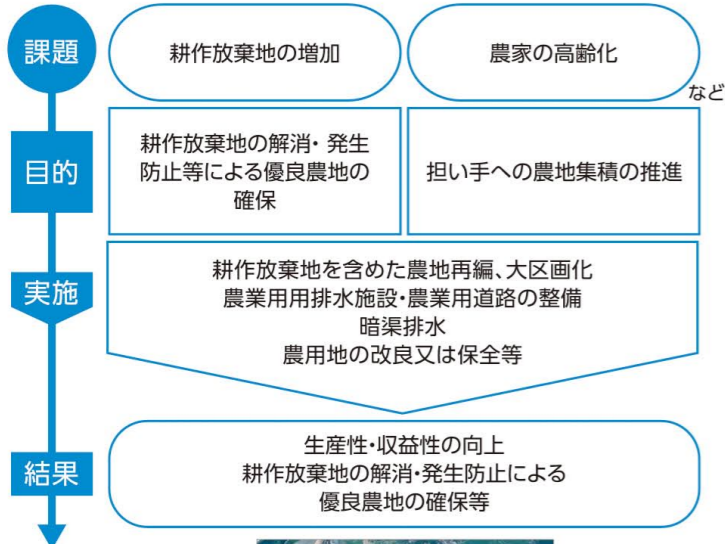 課題
耕作放棄地の増加
農家の高齢化
など
目的
耕作放棄地の解消・発生
防止等による優良農地の
確保
担い手への農地集積の推進
実施
耕作放棄地を含めた農地再編、大区画化
農業用用排水施設・農業用道路の整備
暗渠排水
農用地の改良又は保全等
結果
生産性・収益性の向上
耕作放棄地の解消・発生防止による
優良農地の確保等